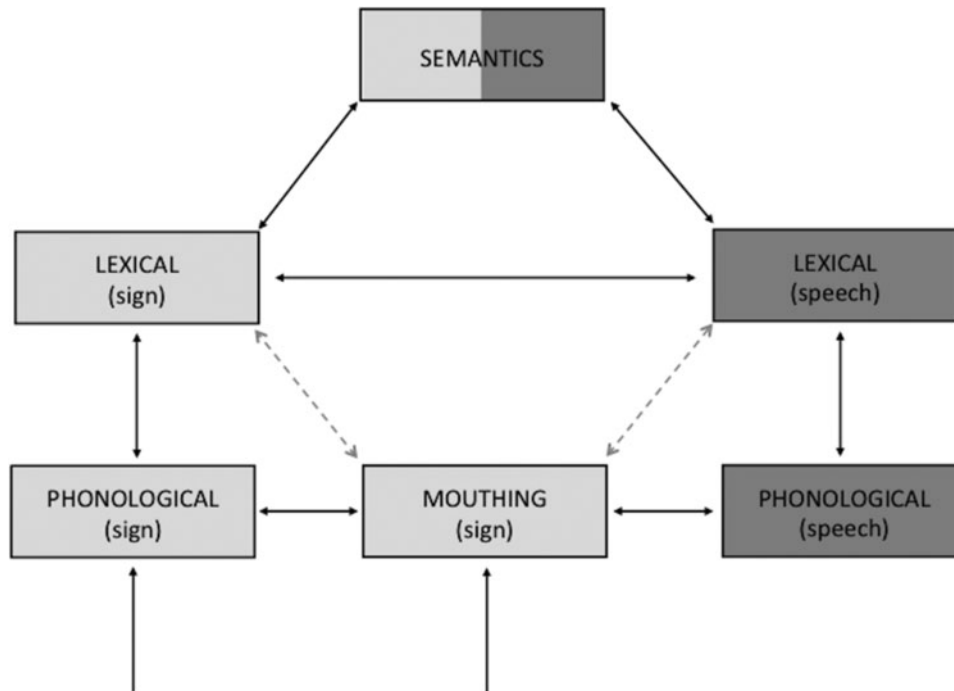 SEMANTICS
LEXICAL
(sign)
LEXICAL
(speech)
PHONOLOGICAL
(sign)
MOUTHING
(sign)
PHONOLOGICAL
(speech)